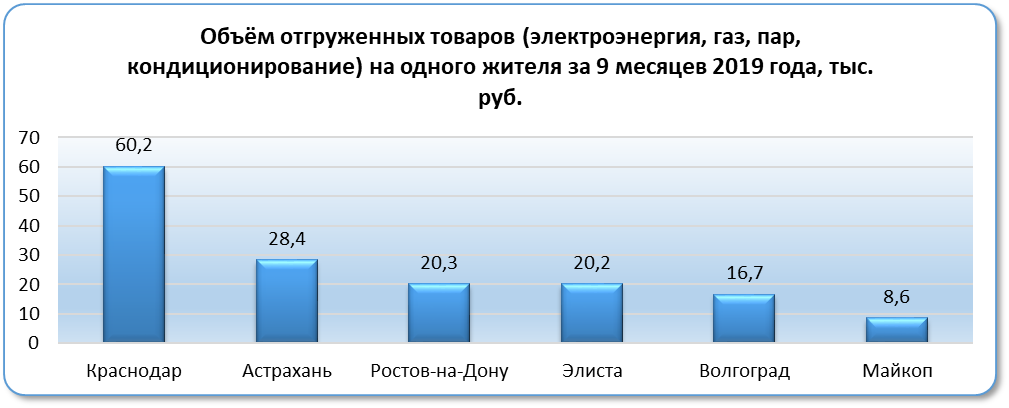 Объём отгруженных товаров (электроэнергия, газ, пар,
кондиционирование) на одного жителя за 9 месяцев 2019 года, тыс.
руб.
70
60
50
40
30
20
10
0
60,2
28,4
20,3
20,2
16,7
8,6
Краснодар
Астрахань
Ростов-на-Дону
Элиста
Волгоград
Майкоп